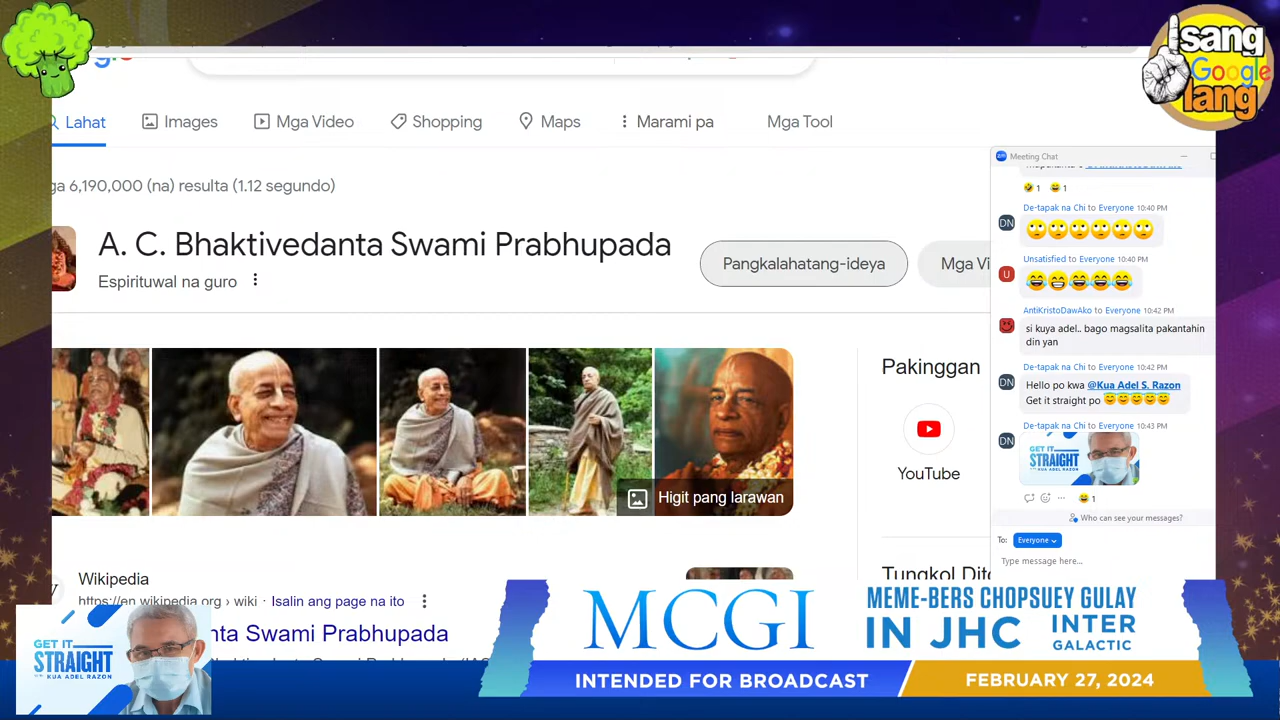 Isang
Google
lang
Lahat
Images
Mga Video
Shopping
Maps
Marami pa
Mga Tool
ga 6,190,000 (na) resulta (1.12 segundo)
A. C. Bhaktivedanta Swami Prabhupada
Espirituwal na guro
Pangkalahatang-ideya
Mga Vi
Higit pang larawan
Pakinggan
YouTube
Wikipedia
https://en.wikipedia.org › wiki · Isalin ang page na ito
nta Swami Prabhupada
Meeting Chat
1
1
De-tapak na Chi to Everyone 10:40 PM
DN
Unsatisfied to Everyone 10:40 PM
U
AntiKristoDawAko to Everyone 10:42 PM
si kuya adel.. bago magsalita pakantahin
din yan
De-tapak na Chi to Everyone 10:42 PM
DN
Hello po kwa @Kua Adel S. Razon
Get it straight po
De-tapak na Chi to Everyone 10:43 PM
DN
GET IT
STRAIGHT
1
Who can see your messages?
To: Everyone
Type message here...
GET IT
STRAIGHT
WITH KUA ADEL RAZON
MCGI
INTENDED FOR BROADCAST
MEME-BERS CHOPSUEY GULAY
IN JHC INTER
GALACTIC
FEBRUARY 27, 2024